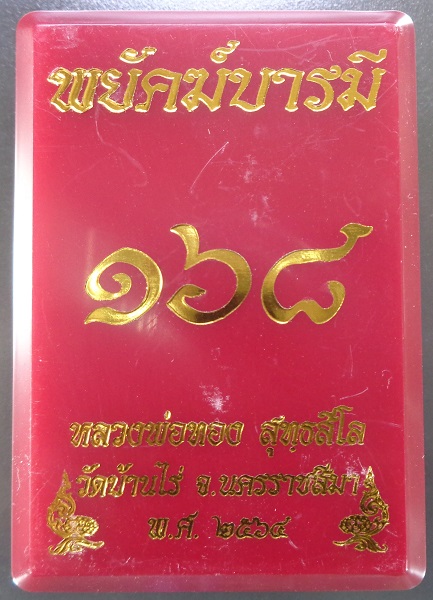 พยัคฆ์บารมี
๑๖๘
หลวงพ่อทอง สุทฺธสีโล
วัดบ้านไร่ จ.นครราชสีมา
พ.ศ. ๒๕๖๔